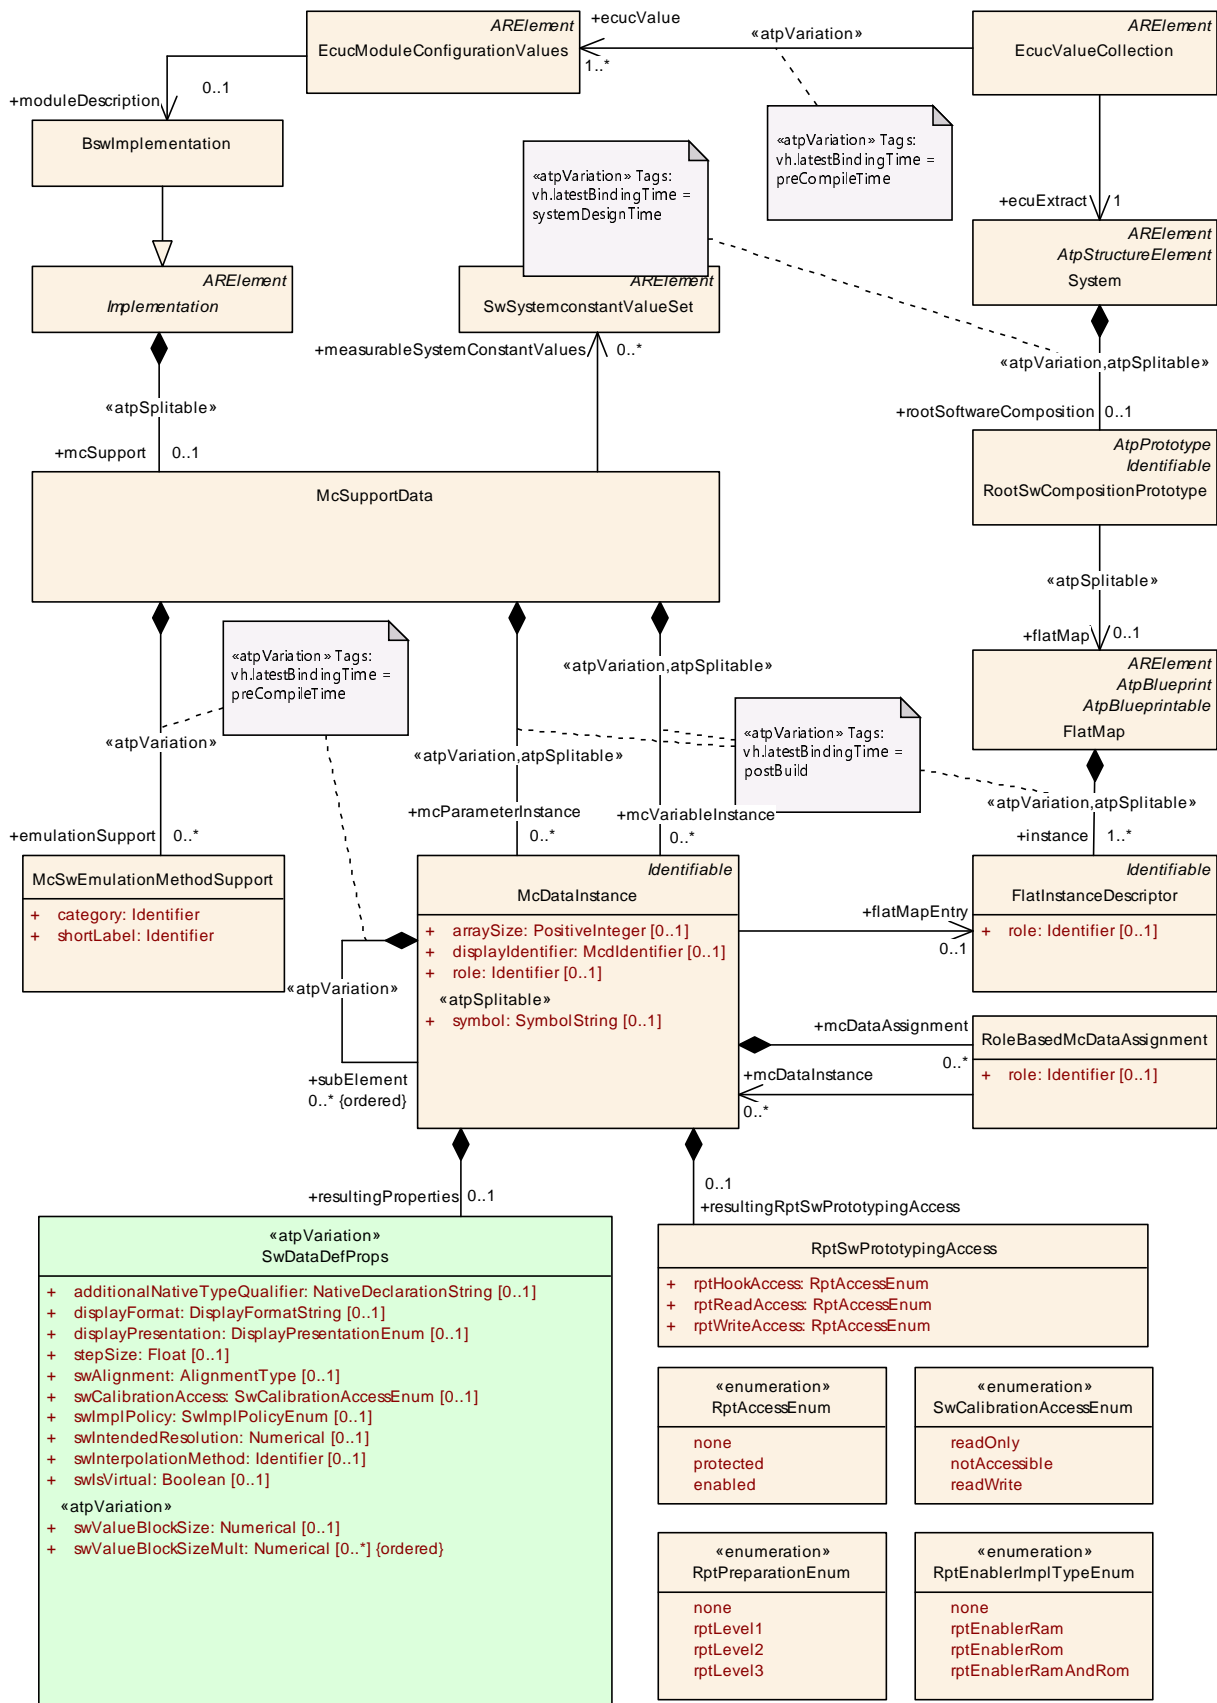 ARElement
EcucModuleConfigurationValues
+ecucValue
1..*
«atpVariation»
ARElement
EcucValueCollection
0..1
+moduleDescription
BswImplementation
«atpVariation» Tags:
vh.latestBindingTime =
preCompileTime
«atpVariation» Tags:
vh.latestBindingTime =
systemDesignTime
+ecuExtract
1
ARElement
AtpStructureElement
System
ARElement
Implementation
ARElement
SwSystemconstantValueSet
+measurableSystemConstantValues
0..*
«atpVariation,atpSplitable»
«atpSplitable»
+rootSoftwareComposition
0..1
+mcSupport
0..1
AtpPrototype
Identifiable
RootSwCompositionPrototype
McSupportData
«atpSplitable»
+flatMap
0..1
«atpVariation» Tags:
vh.latestBindingTime =
preCompileTime
«atpVariation,atpSplitable»
ARElement
AtpBlueprint
AtpBlueprintable
FlatMap
«atpVariation»
«atpVariation,atpSplitable»
«atpVariation» Tags:
vh.latestBindingTime =
postBuild
«atpVariation,atpSplitable»
+mcParameterInstance
0..*
+mcVariableInstance
0..*
+instance
1..*
+emulationSupport
0..*
McSwEmulationMethodSupport
+ category: Identifier
+ shortLabel: Identifier
Identifiable
McDataInstance
+ arraySize: PositiveInteger [0..1]
+ displayIdentifier: McdIdentifier [0..1]
+ role: Identifier [0..1]
«atpSplitable»
+ symbol: SymbolString [0..1]
+flatMapEntry
0..1
Identifiable
FlatInstanceDescriptor
+ role: Identifier [0..1]
«atpVariation»
+subElement
0..* {ordered}
+mcDataAssignment
0..*
+mcDataInstance
0..*
RoleBasedMcDataAssignment
+ role: Identifier [0..1]
+resultingProperties
0..1
0..1
+resultingRptSwPrototypingAccess
«atpVariation»
SwDataDefProps
+ additionalNativeTypeQualifier: NativeDeclarationString [0..1]
+ displayFormat: DisplayFormatString [0..1]
+ displayPresentation: DisplayPresentationEnum [0..1]
+ stepSize: Float [0..1]
+ swAlignment: AlignmentType [0..1]
+ swCalibrationAccess: SwCalibrationAccessEnum [0..1]
+ swImplPolicy: SwImplPolicyEnum [0..1]
+ swIntendedResolution: Numerical [0..1]
+ swInterpolationMethod: Identifier [0..1]
+ swIsVirtual: Boolean [0..1]
«atpVariation»
+ swValueBlockSize: Numerical [0..1]
+ swValueBlockSizeMult: Numerical [0..*] {ordered}
RptSwPrototypingAccess
+ rptHookAccess: RptAccessEnum
+ rptReadAccess: RptAccessEnum
+ rptWriteAccess: RptAccessEnum
«enumeration»
RptAccessEnum
none
protected
enabled
«enumeration»
SwCalibrationAccessEnum
readOnly
notAccessible
readWrite
«enumeration»
RptPreparationEnum
none
rptLevel1
rptLevel2
rptLevel3
«enumeration»
RptEnablerImplTypeEnum
none
rptEnablerRam
rptEnablerRom
rptEnablerRamAndRom